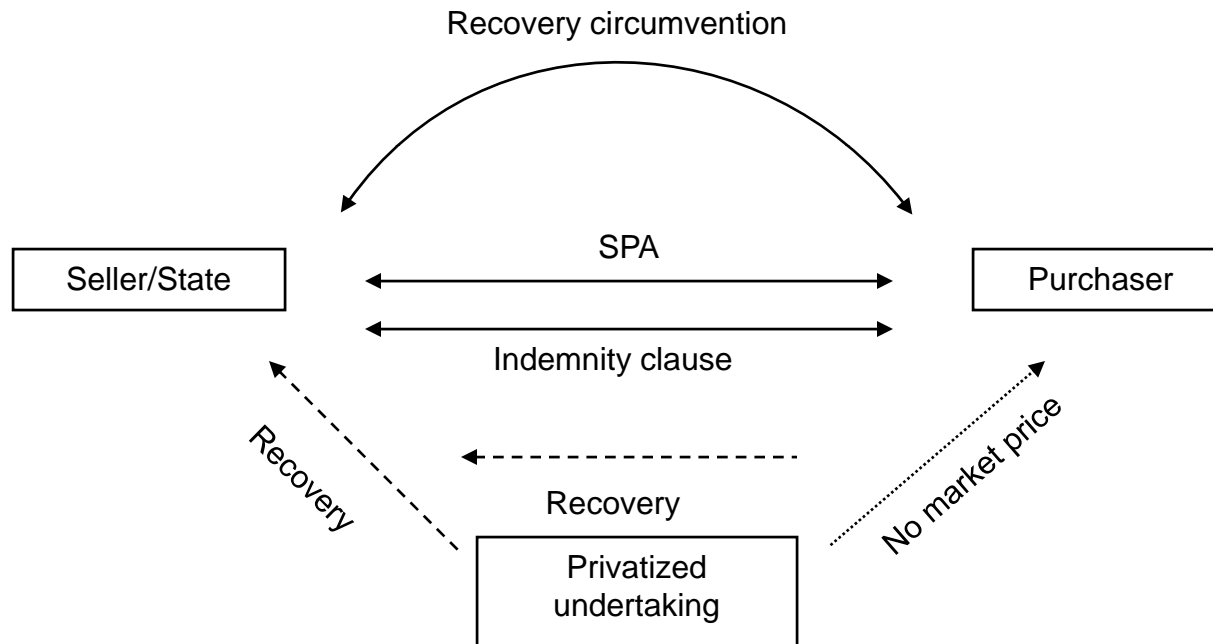 Recovery circumvention
SPA
Seller/State
Purchaser
Indemnity clause
Recovery
No market price
Recovery
Privatized
undertaking